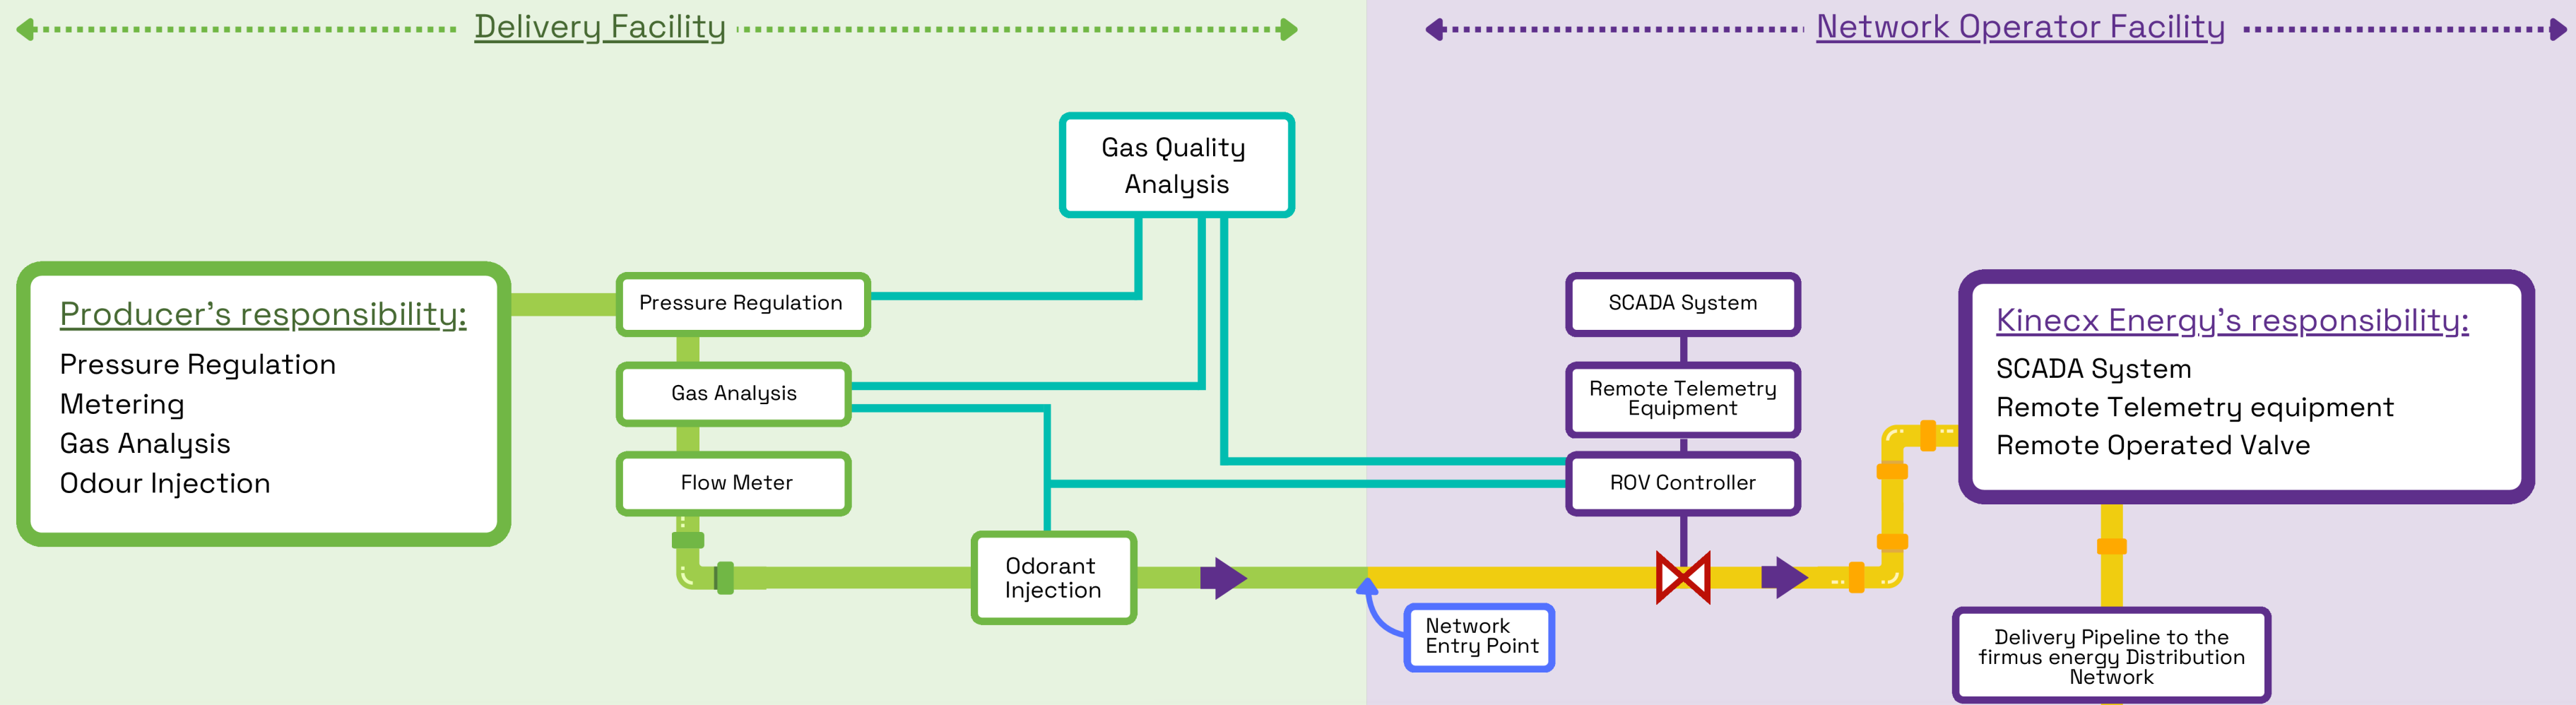 Delivery Facility
Network Operator Facility
Gas Quality
Analysis
Producer's responsibility:
Pressure Regulation
Metering
Gas Analysis
Odour Injection
Pressure Regulation
Gas Analysis
Flow Meter
Odorant
Injection
SCADA System
Remote Telemetry
Equipment
ROV Controller
Network
Entry Point
Kinecx Energy's responsibility:
SCADA System
Remote Telemetry equipment
Remote Operated Valve
Delivery Pipeline to the
firmus energy Distribution
Network